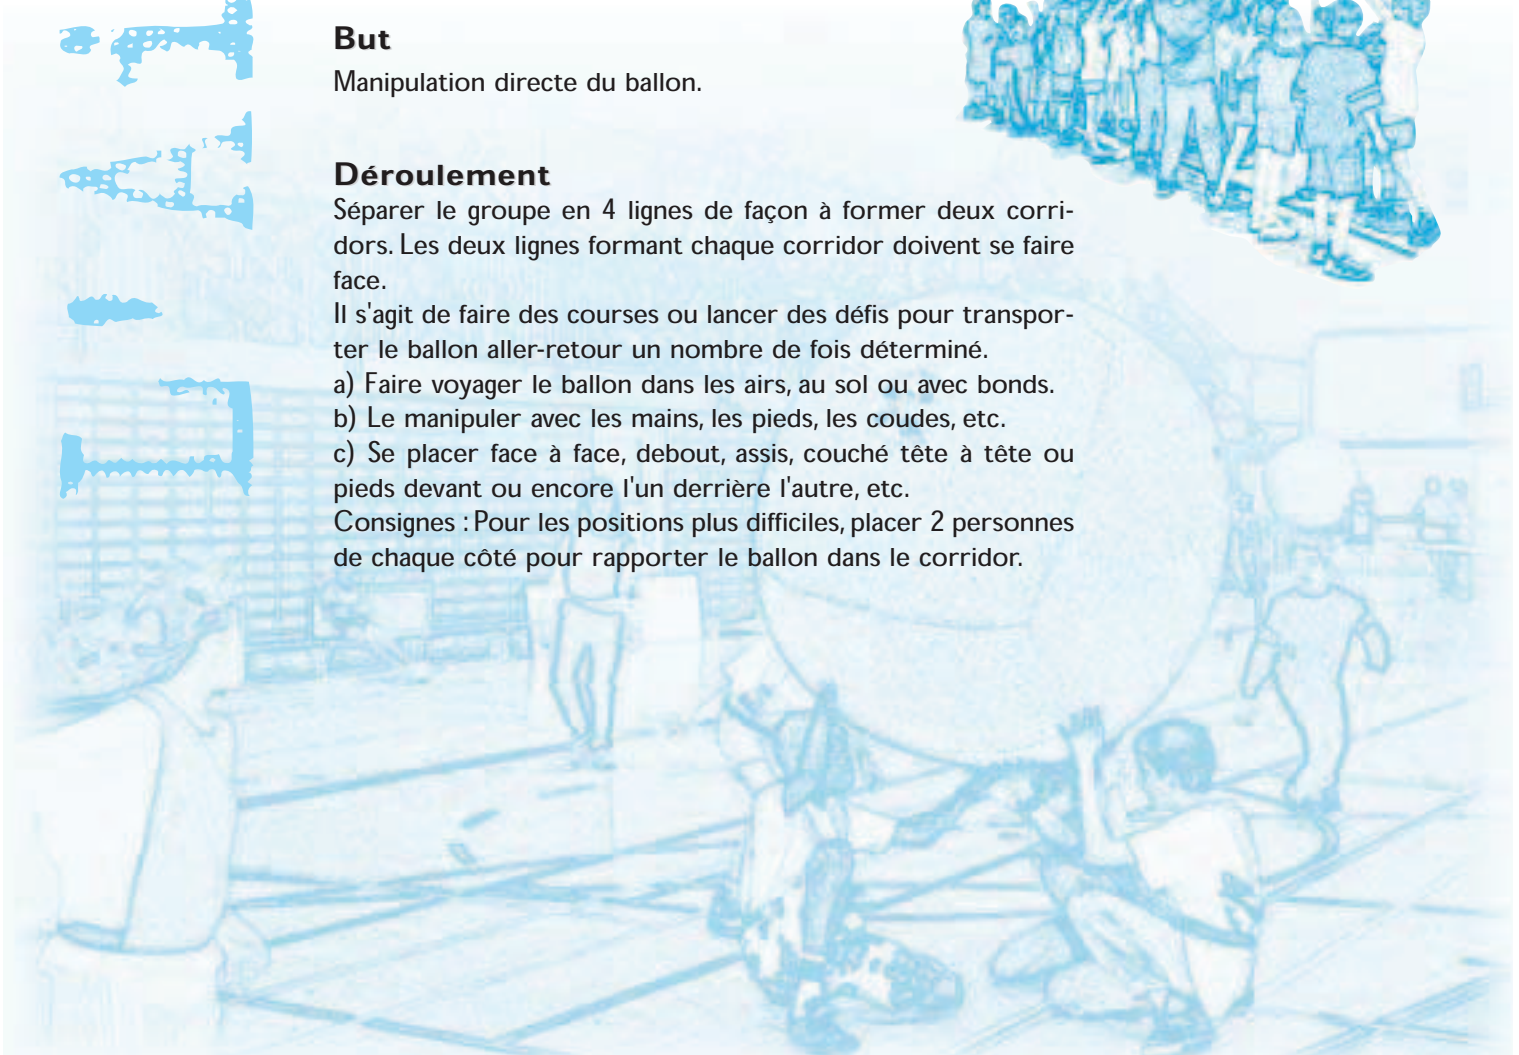 But
Manipulation directe du ballon.
Déroulement
Séparer le groupe en 4 lignes de façon à former deux corri-
dors. Les deux lignes formant chaque corridor doivent se faire
face.
Il s'agit de faire des courses ou lancer des défis pour transpor-
ter le ballon aller-retour un nombre de fois déterminé.
a) Faire voyager le ballon dans les airs, au sol ou avec bonds.
b) Le manipuler avec les mains, les pieds, les coudes, etc.
c) Se placer face à face, debout, assis, couché tête à tête ou
pieds devant ou encore l'un derrière l'autre, etc.
Consignes : Pour les positions plus difficiles, placer 2 personnes
de chaque côté pour rapporter le ballon dans le corridor.